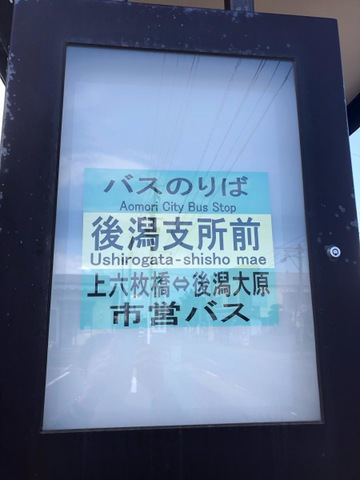 バスのりば
Aomori City Bus Stop
後潟支所前
Ushirogata-shisho mae
上六枚橋⇔後潟大原
市営バス